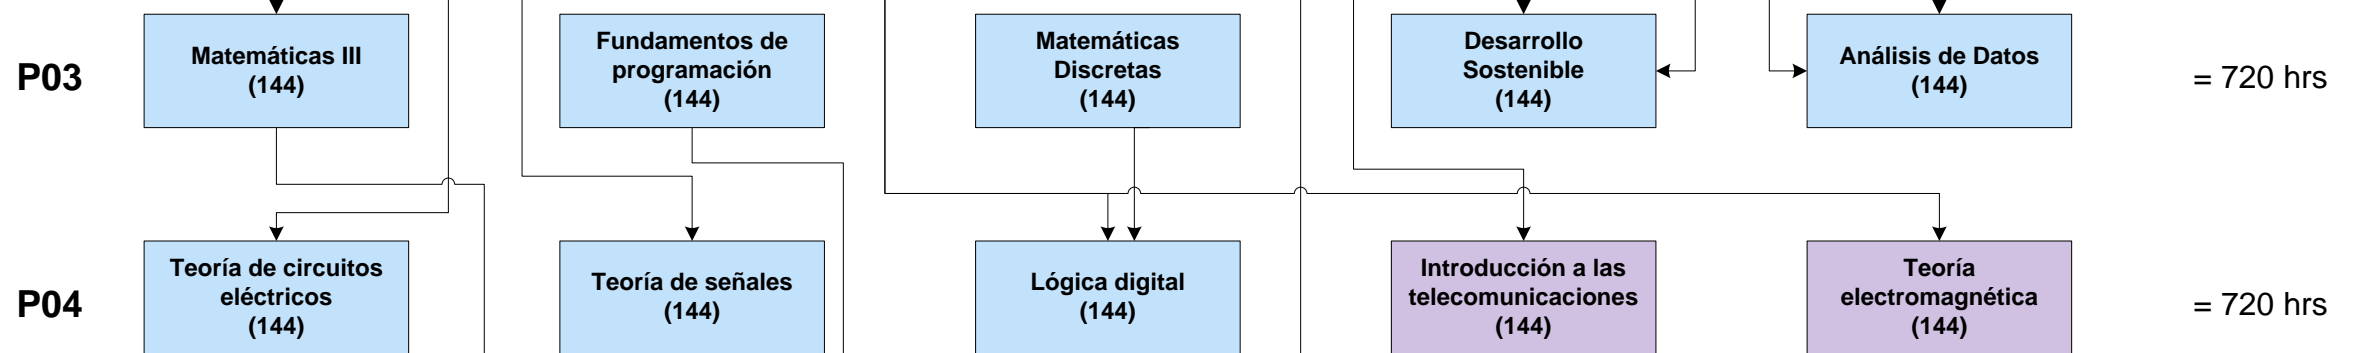 P03
Matemáticas III
(144)
Fundamentos de
programación
(144)
Matemáticas
Discretas
(144)
Desarrollo
Sostenible
(144)
Análisis de Datos
(144)
= 720 hrs
P04
Teoría de circuitos
eléctricos
(144)
Teoría de señales
(144)
Lógica digital
(144)
Introducción a las
telecomunicaciones
(144)
Teoría
electromagnética
(144)
= 720 hrs